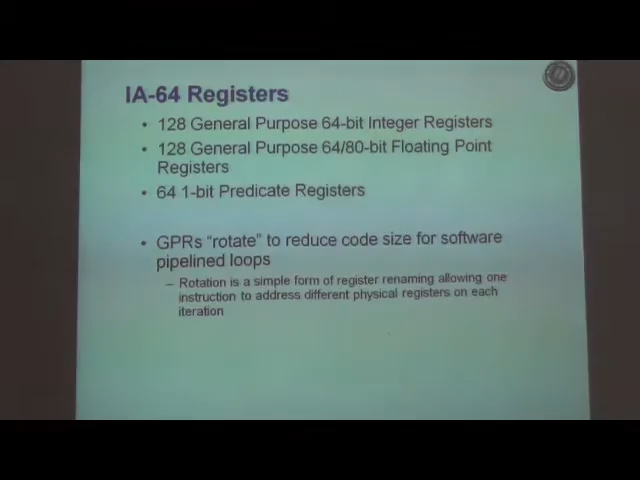 IA-64 Registers
• 128 General Purpose 64-bit Integer Registers
• 128 General Purpose 64/80-bit Floating Point
Registers
• 64 1-bit Predicate Registers
• GPRs “rotate” to reduce code size for software
pipelined loops
– Rotation is a simple form of register renaming allowing one
instruction to address different physical registers on each
iteration